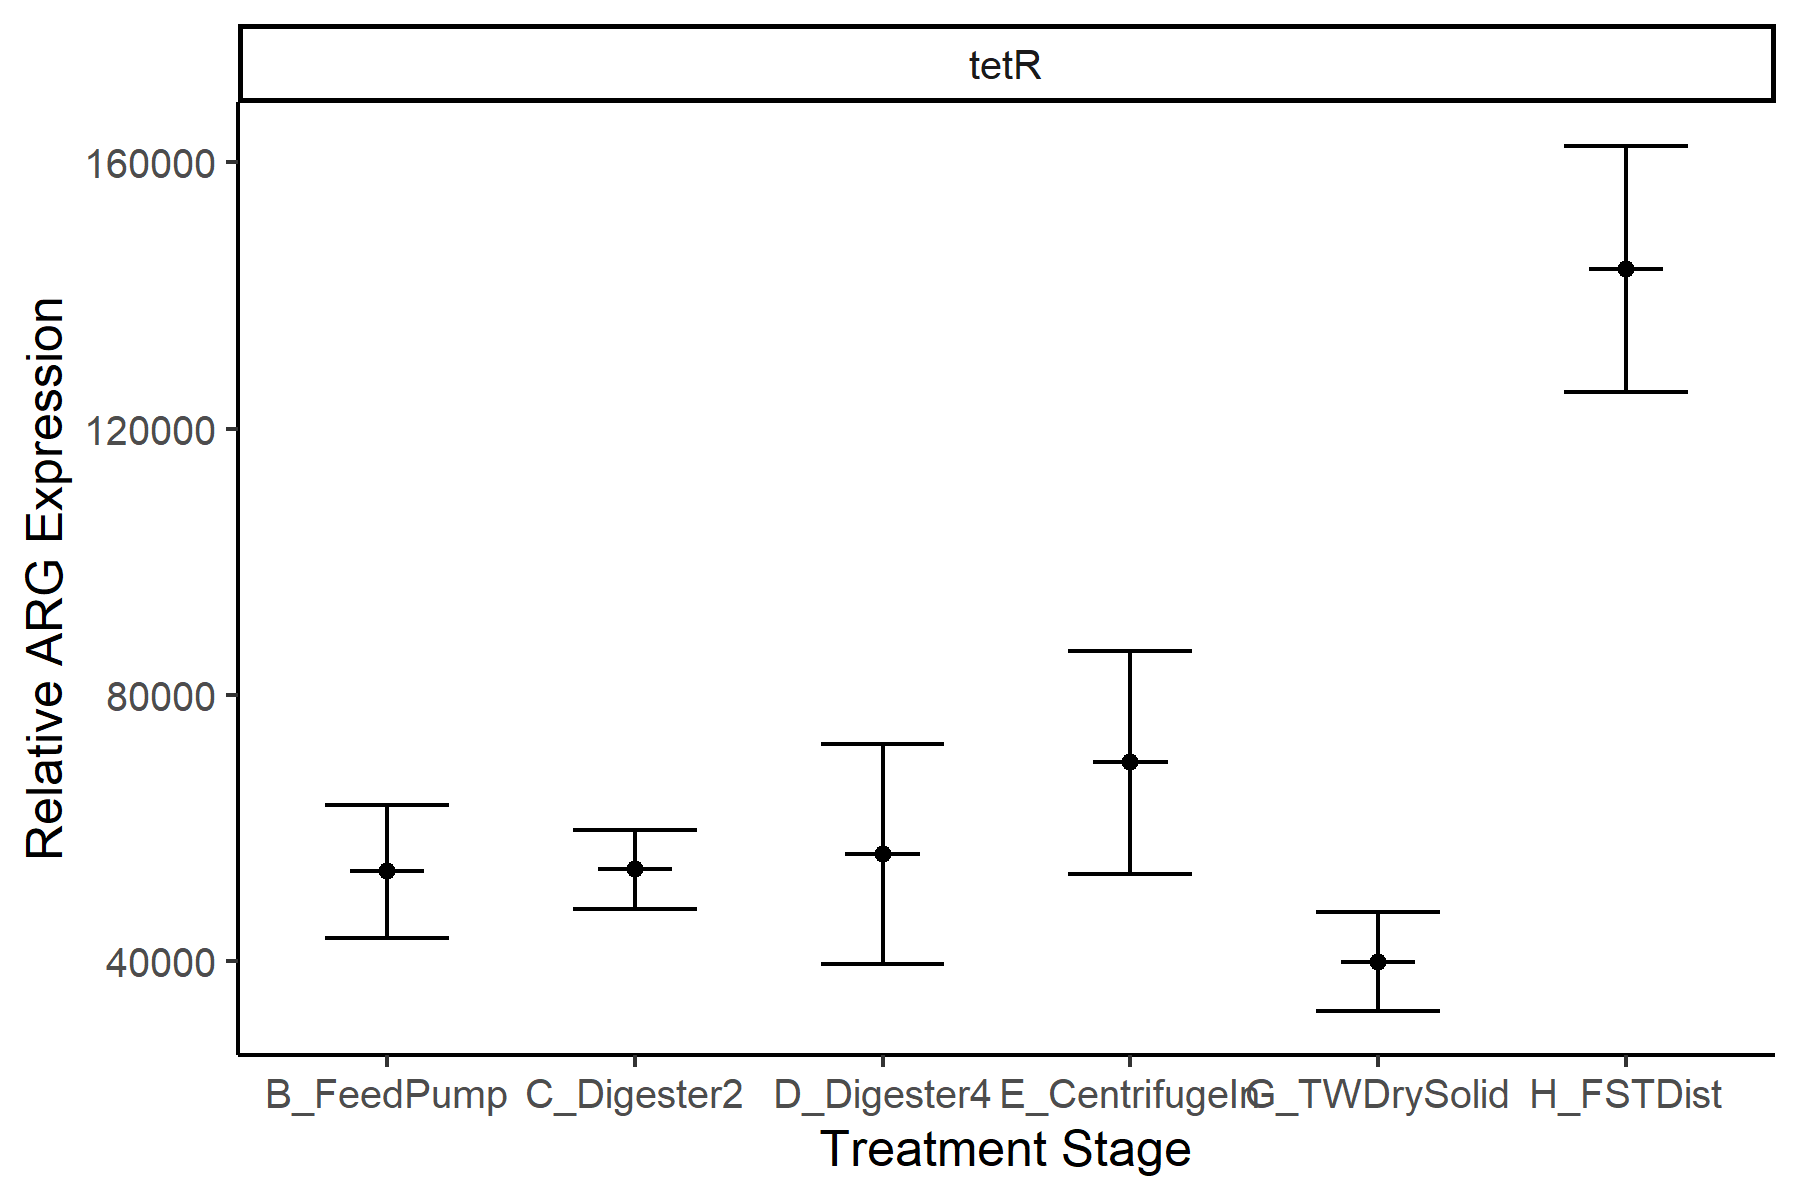 tetR
160000
120000
80000
40000
Relative ARG Expression
B_FeedPump C_Digester2 D_Digester4 E_CentrifugeIn G_TWDrySolid H_FSTDist
Treatment Stage